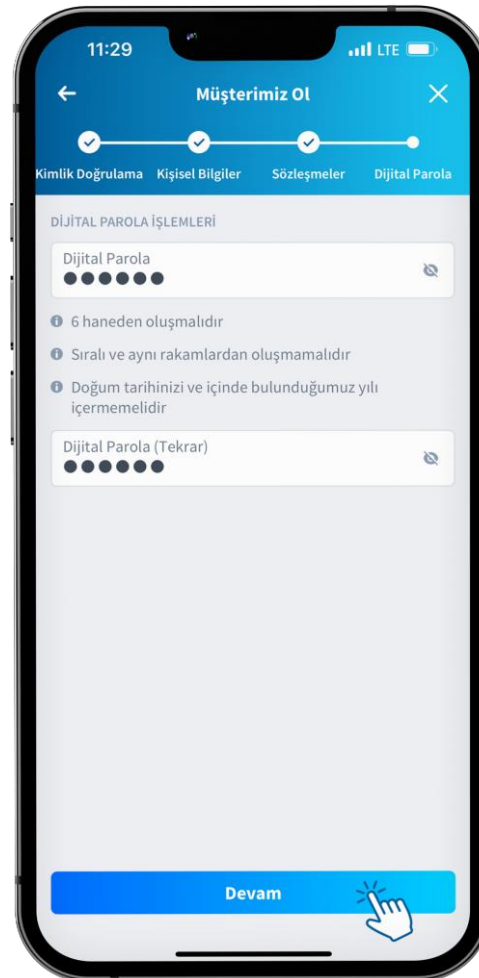 11:29
LTE
Müşterimiz Ol
Kimlik Doğrulama Kişisel Bilgiler Sözleşmeler Dijital Parola
DİJİTAL PAROLA İŞLEMLERİ
Dijital Parola
6 haneden oluşmalıdır
Sıralı ve aynı rakamlardan oluşmamalıdır
Doğum tarihinizi ve içinde bulunduğumuz yılı
içermemelidir
Dijital Parola (Tekrar)
Devam